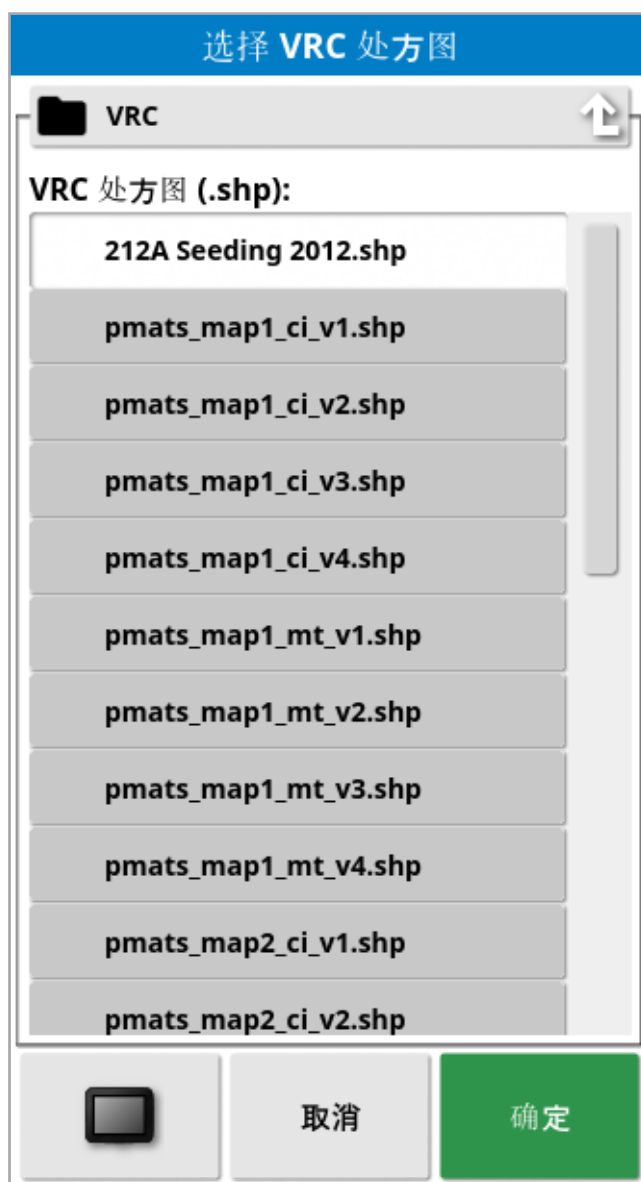 选择 VRC 处方图
VRC
VRC 处方图 (.shp):
212A Seeding 2012.shp
pmats_map1_ci_v1.shp
pmats_map1_ci_v2.shp
pmats_map1_ci_v3.shp
pmats_map1_ci_v4.shp
pmats_map1_mt_v1.shp
pmats_map1_mt_v2.shp
pmats_map1_mt_v3.shp
pmats_map1_mt_v4.shp
pmats_map2_ci_v1.shp
pmats_map2_ci_v2.shp
取消 确定